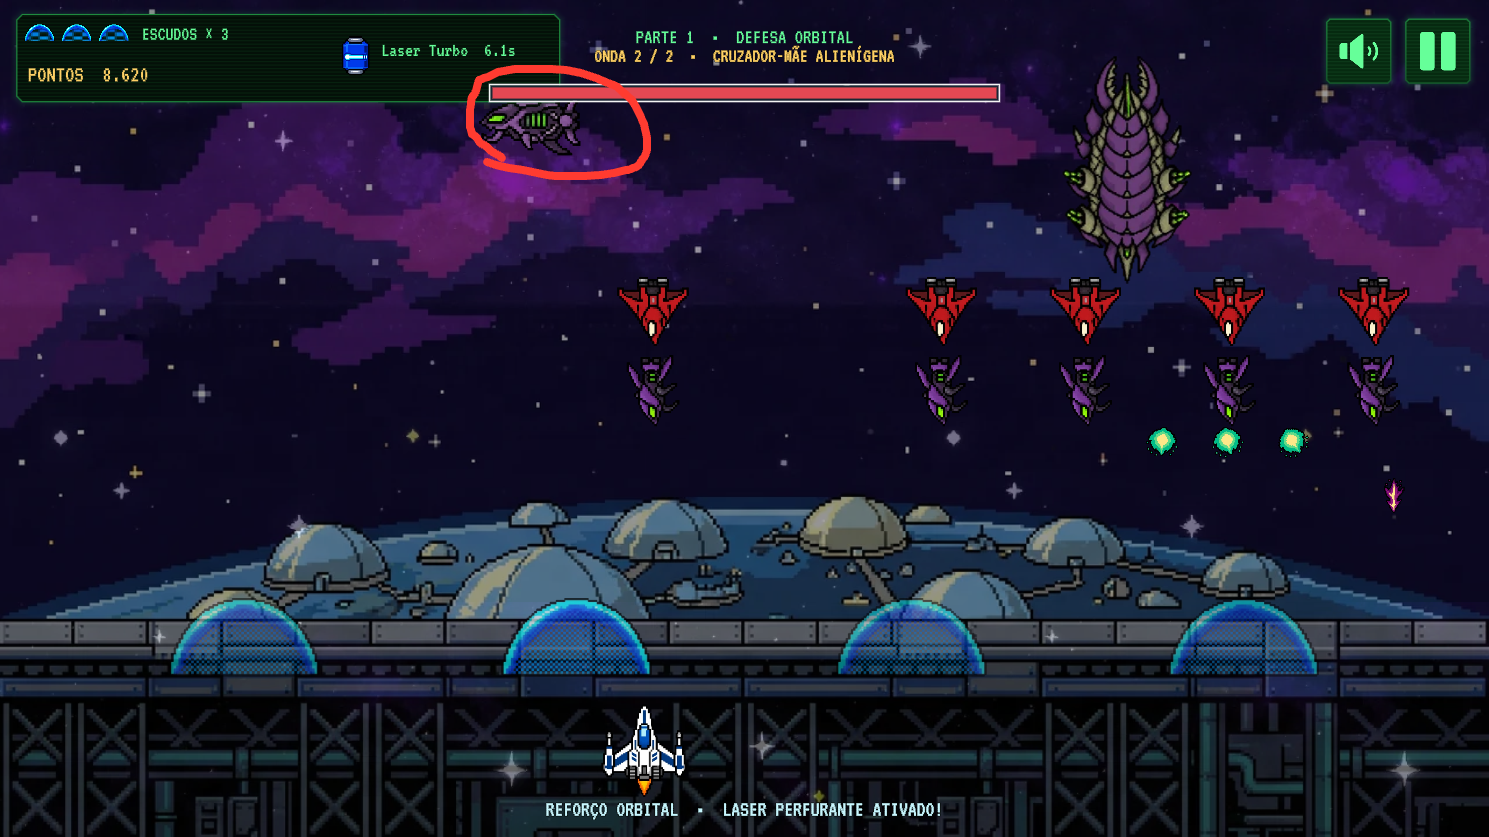 ESCUDOS X 3
Laser Turbo 6.1s
PONTOS 8.620
PARTE 1 · DEFESA ORBITAL
ONDA 2 / 2 · CRUZADOR-MÃE ALIENÍGENA
REFORÇO ORBITAL · LASER PERFURANTE ATIVADO!